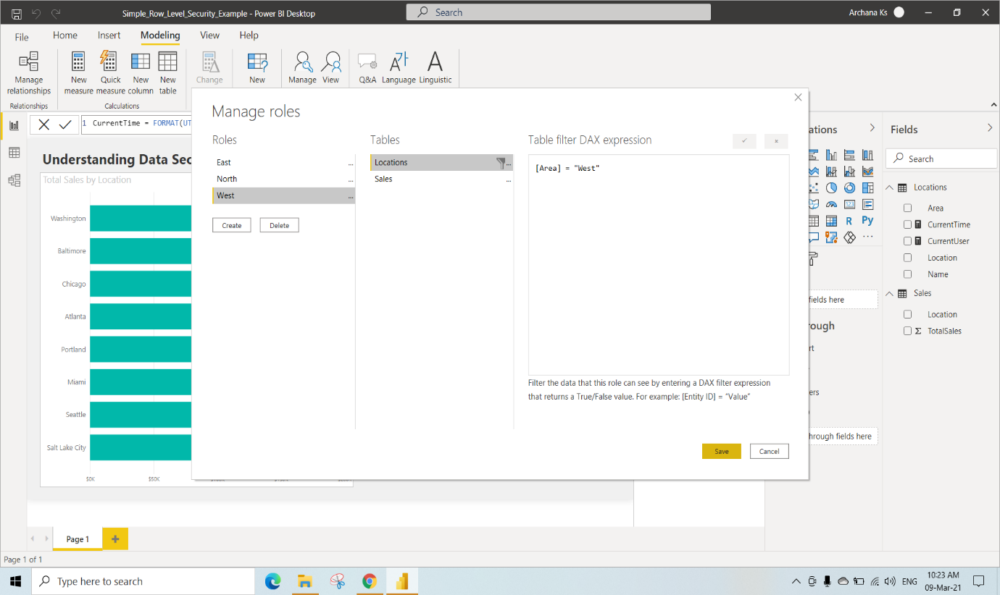 Simple_Row_Level_Security_Example - Power BI Desktop
Search
Archana Ks
File Home Insert Modeling View Help
Manage relationships
New measure
Quick measure
New column
New table
Change
New
Manage
View
Q&A
Language
Linguistic
Relationships
Calculations
1 CurrentTime = FORMAT(UT
Understanding Data Sec
Total Sales by Location
Washington
Baltimore
Chicago
Atlanta
Portland
Miami
Seattle
Salt Lake City
$0K $50K
Manage roles
Roles
East ...
North ...
West ...
Create Delete
Tables
Locations ...
Sales ...
Table filter DAX expression
[Area] = "West"
Filter the data that this role can see by entering a DAX filter expression
that returns a True/False value. For example: [Entity ID] = "Value"
Save Cancel
ations
123
R Py
...
fields here
ough
rt
ers
hrough fields here
Fields
Search
Locations
Area
CurrentTime
CurrentUser
Location
Name
Sales
Location
Σ TotalSales
Page 1
Page 1 of 1
Type here to search
ENG
10:23 AM
09-Mar-21